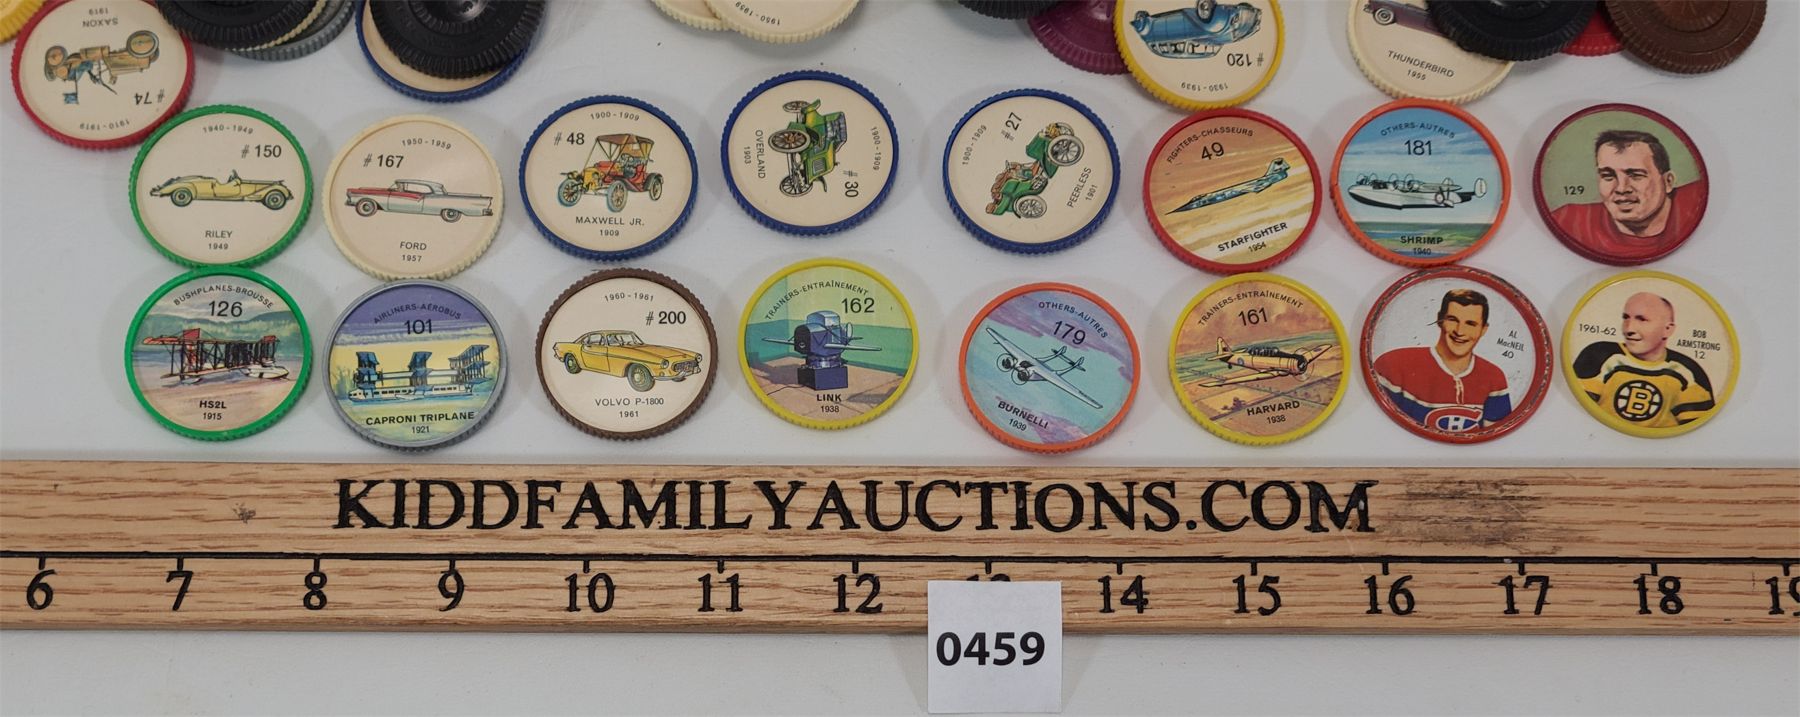 SAXON
1919
# 74
1910-1919
1950-1959
1930-1939
# 120
THUNDERBIRD
1955
1940-1949
# 150
RILEY
1949
1950-1959
# 167
FORD
1957
1900-1909
# 48
MAXWELL JR.
1909
1900-1909
# 30
OVERLAND
1903
1900-1909
# 27
PEERLESS
1901
FIGHTERS-CHASSEURS
49
STARFIGHTER
1954
OTHERS-AUTRES
181
SHRIMP
1940
129
BUSHPLANES-BROUSSE
126
HS2L
1915
AIRLINERS-AÉROBUS
101
CAPRONI TRIPLANE
1921
1960-1961
# 200
VOLVO P-1800
1961
TRAINERS-ENTRAÎNEMENT
162
LINK
1938
OTHERS-AUTRES
179
BURNELLI
1939
TRAINERS-ENTRAÎNEMENT
161
HARVARD
1938
AL
MacNEIL
40
1961-62
BOB
ARMSTRONG
12
B
KIDDFAMILYAUCTIONS.COM
6 7 8 9 10 11 12 13 14 15 16 17 18 19
0459